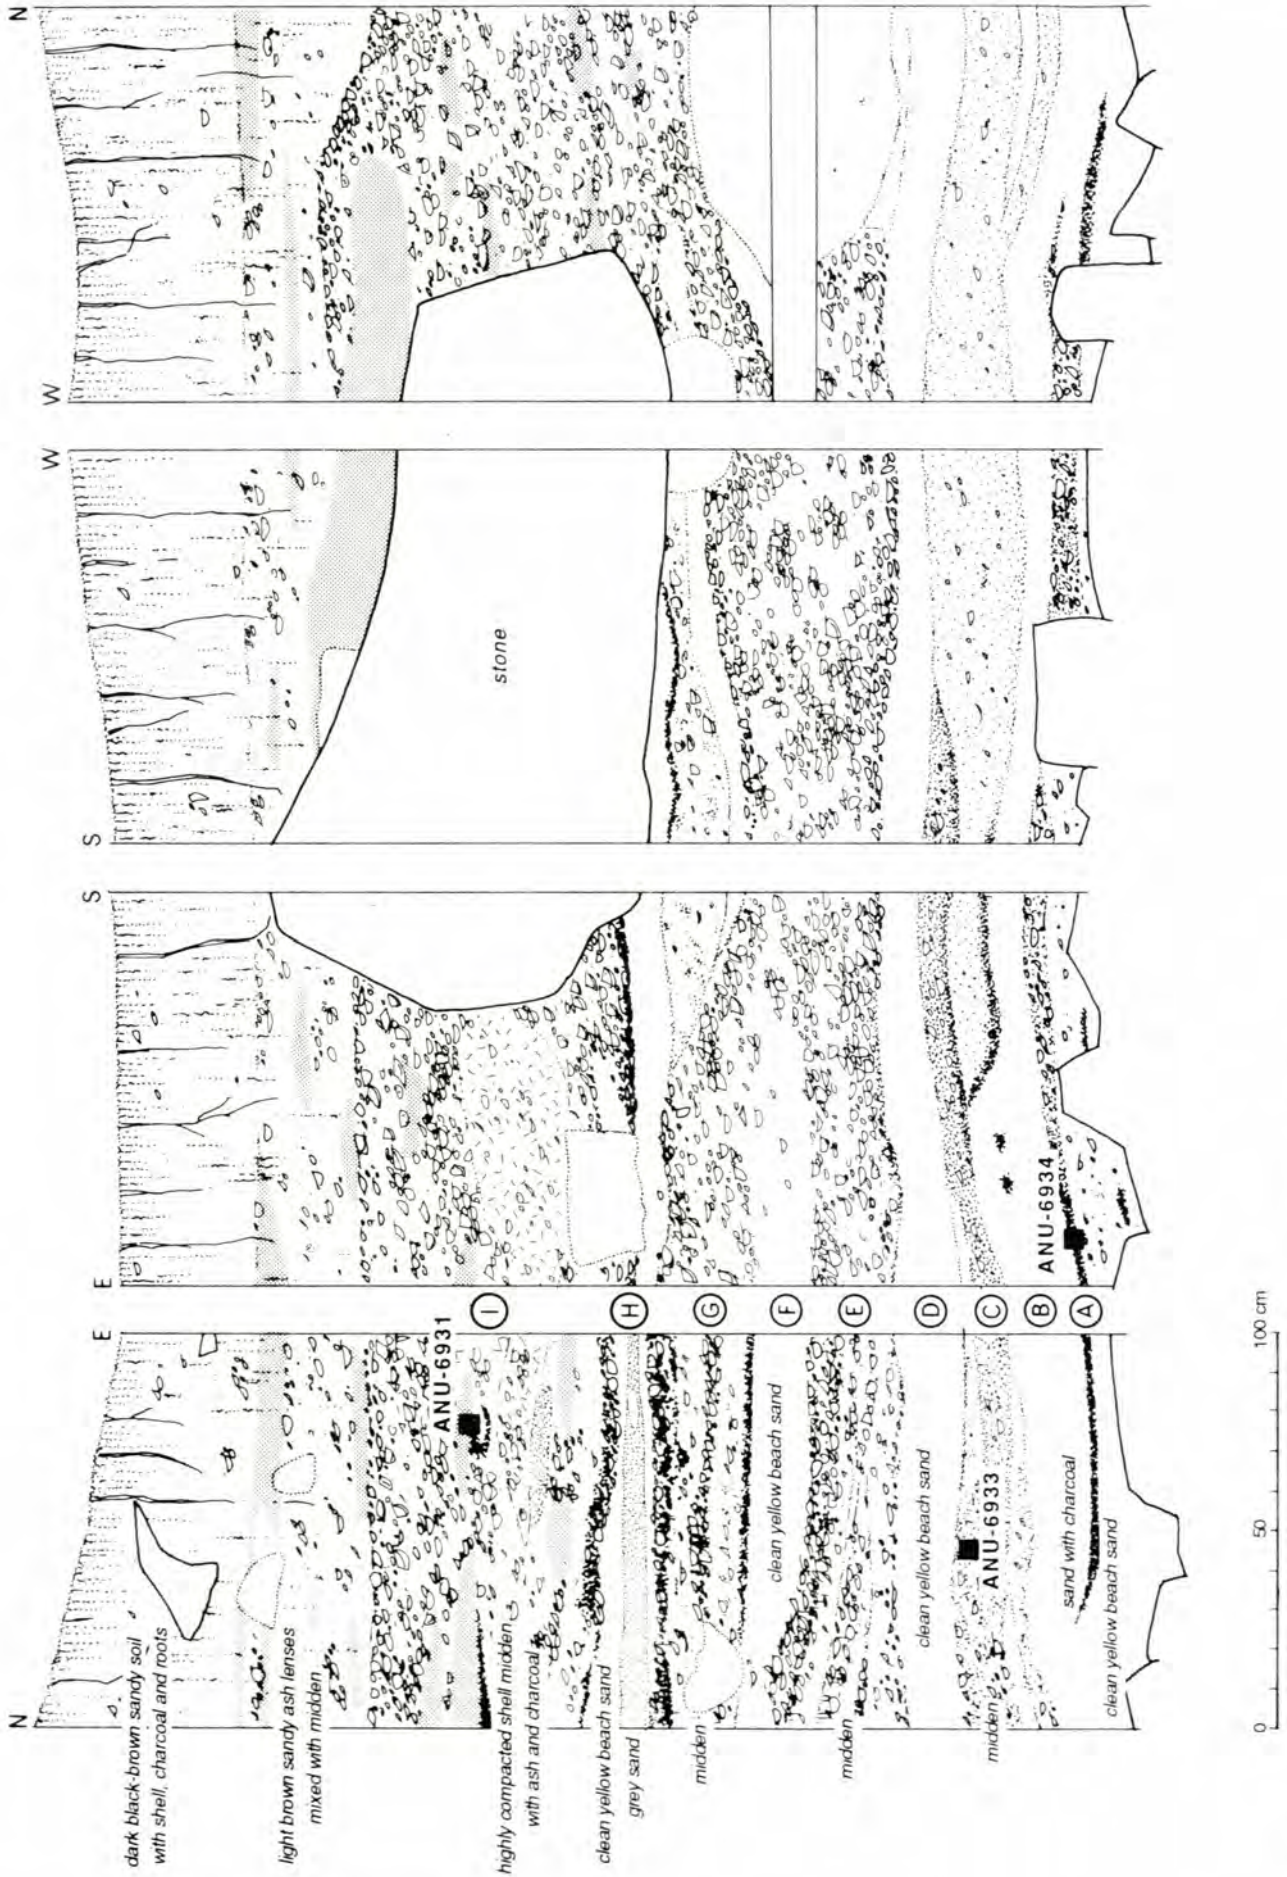 N
E
E
S
S
W
W
N
dark black-brown sandy soil
with shell, charcoal and roots
light brown sandy ash lenses
mixed with midden
ANU-6931
I
highly compacted shell midden
with ash and charcoal
stone
clean yellow beach sand
H
grey sand
midden
G
clean yellow beach sand
F
midden
E
clean yellow beach sand
D
midden
ANU-6933
C
ANU-6934
B
sand with charcoal
A
clean yellow beach sand
0
50
100 cm